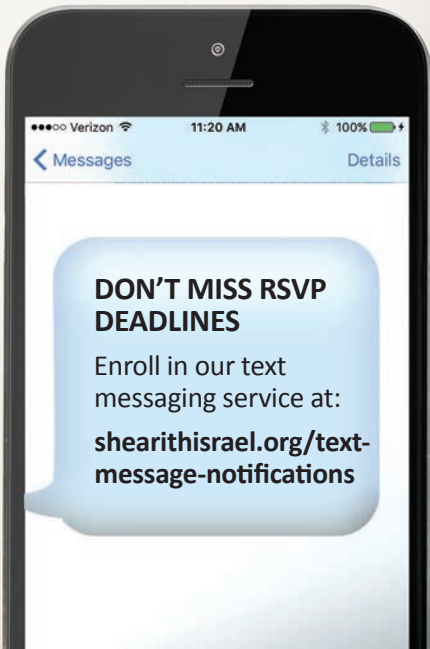 ●●●○○ Verizon 11:20 AM 100%
Messages Details
DON’T MISS RSVP
DEADLINES
Enroll in our text
messaging service at:
shearithisrael.org/text-
message-notifications